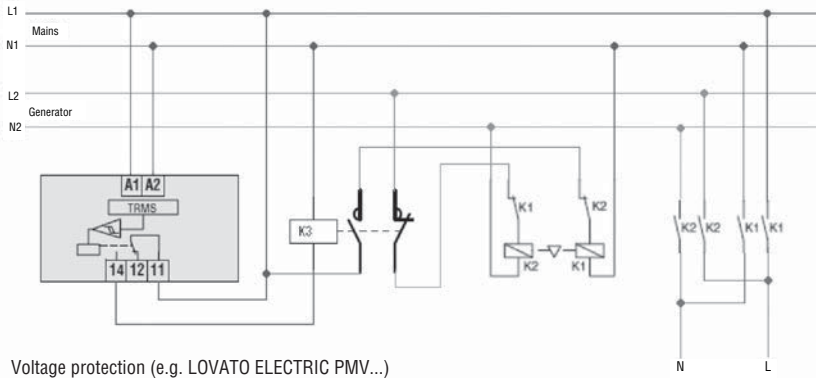 L1
Mains
N1
L2
Generator
N2
A1 A2
TRMS
14 12 11
K3
K1 K2
K2 K1
K2 K2 K1 K1
Voltage protection (e.g. LOVATO ELECTRIC PMV...)
N L